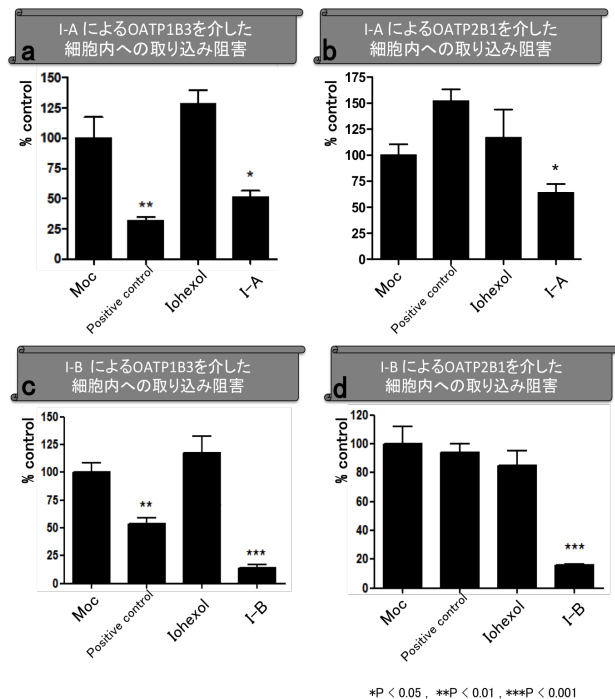 I-A によるOATP1B3を介した
細胞内への取り込み阻害
a
% control
150
125
100
75
50
25
0
**
*
Moc
Positive control
Iohexol
I-A
I-A によるOATP2B1を介した
細胞内への取り込み阻害
b
% control
175
150
125
100
75
50
25
0
*
Moc
Positive control
Iohexol
I-A
I-B によるOATP1B3を介した
細胞内への取り込み阻害
c
% control
150
125
100
75
50
25
0
**
***
Moc
Positive control
Iohexol
I-B
I-B によるOATP2B1を介した
細胞内への取り込み阻害
d
% control
120
100
80
60
40
20
0
***
Moc
Positive control
Iohexol
I-B
*P < 0.05 , **P < 0.01 , ***P < 0.001